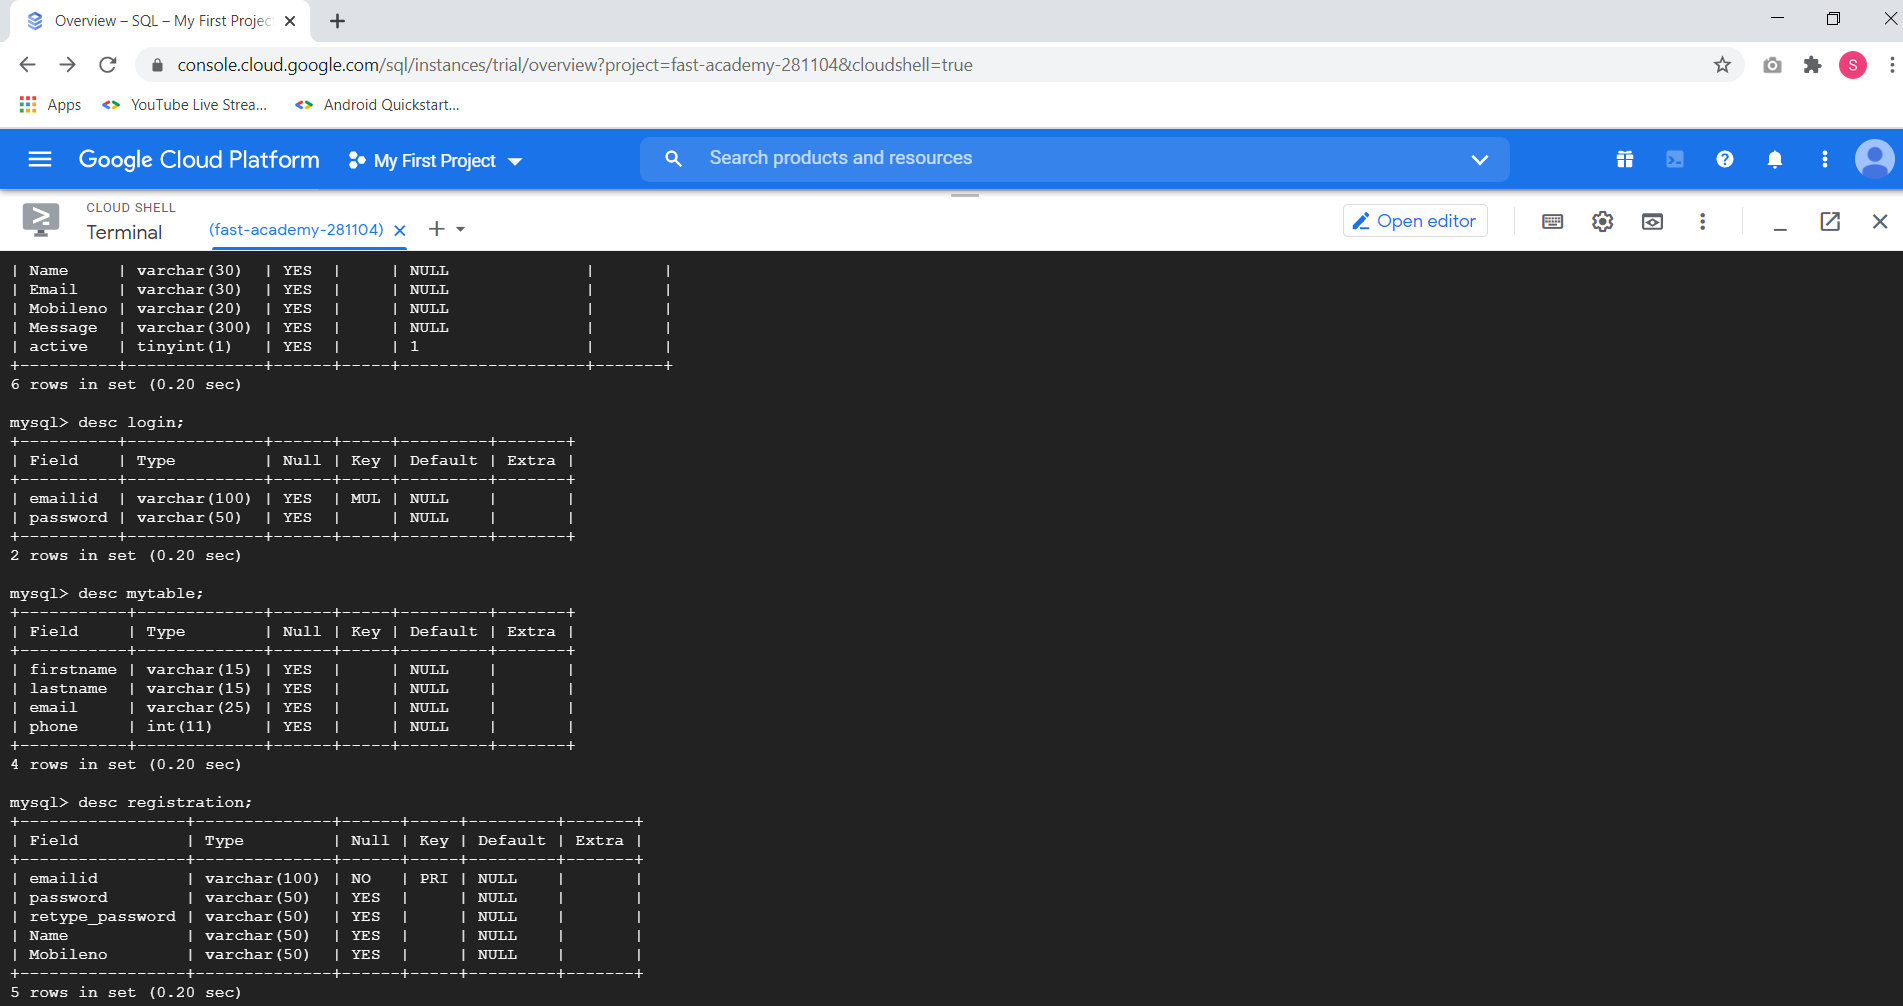 Overview – SQL – My First Projec
console.cloud.google.com/sql/instances/trial/overview?project=fast-academy-281104&cloudshell=true
S
Apps YouTube Live Strea... Android Quickstart...
Google Cloud Platform My First Project Search products and resources
CLOUD SHELL
Terminal (fast-academy-281104) Open editor
| Name     | varchar(30)  | YES  |     | NULL              |       |
| Email    | varchar(30)  | YES  |     | NULL              |       |
| Mobileno | varchar(20)  | YES  |     | NULL              |       |
| Message  | varchar(300) | YES  |     | NULL              |       |
| active   | tinyint(1)   | YES  |     | 1                 |       |
+----------+--------------+------+-----+-------------------+-------+
6 rows in set (0.20 sec)
mysql> desc login;
+----------+--------------+------+-----+---------+-------+
| Field    | Type         | Null | Key | Default | Extra |
+----------+--------------+------+-----+---------+-------+
| emailid  | varchar(100) | YES  | MUL | NULL    |       |
| password | varchar(50)  | YES  |     | NULL    |       |
+----------+--------------+------+-----+---------+-------+
2 rows in set (0.20 sec)
mysql> desc mytable;
+-----------+-------------+------+-----+---------+-------+
| Field     | Type        | Null | Key | Default | Extra |
+-----------+-------------+------+-----+---------+-------+
| firstname | varchar(15) | YES  |     | NULL    |       |
| lastname  | varchar(15) | YES  |     | NULL    |       |
| email     | varchar(25) | YES  |     | NULL    |       |
| phone     | int(11)     | YES  |     | NULL    |       |
+-----------+-------------+------+-----+---------+-------+
4 rows in set (0.20 sec)
mysql> desc registration;
+-----------------+--------------+------+-----+---------+-------+
| Field           | Type         | Null | Key | Default | Extra |
+-----------------+--------------+------+-----+---------+-------+
| emailid         | varchar(100) | NO   | PRI | NULL    |       |
| password        | varchar(50)  | YES  |     | NULL    |       |
| retype_password | varchar(50)  | YES  |     | NULL    |       |
| Name            | varchar(50)  | YES  |     | NULL    |       |
| Mobileno        | varchar(50)  | YES  |     | NULL    |       |
+-----------------+--------------+------+-----+---------+-------+
5 rows in set (0.20 sec)